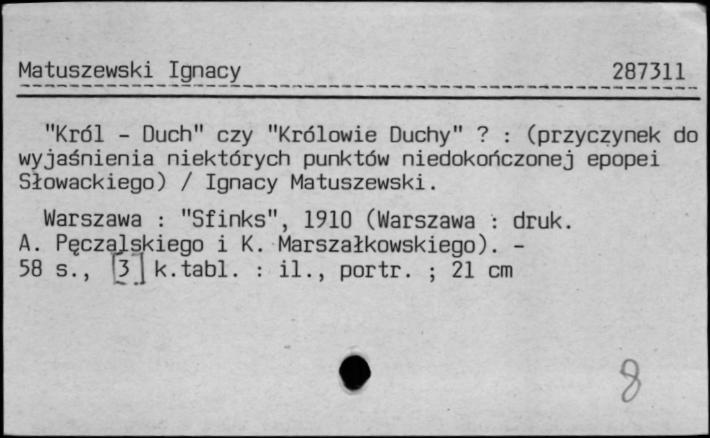 Matuszewski Ignacy 287311
"Król - Duch" czy "Królowie Duchy" ? : (przyczynek do
wyjaśnienia niektórych punktów niedokończonej epopei
Słowackiego) / Ignacy Matuszewski.
Warszawa : "Sfinks", 1910 (Warszawa : druk.
A. Pęczalskiego i K. Marszałkowskiego). -
58 s., [3] k.tabl. : il., portr. ; 21 cm
8